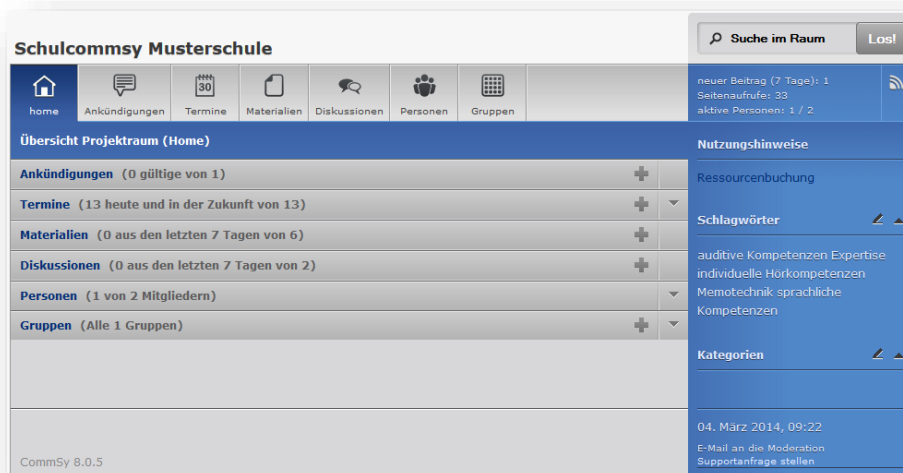 Schulcommsy Musterschule
Suche im Raum
Los!
home
30
Ankündigungen
Termine
Materialien
Diskussionen
Personen
Gruppen
neuer Beitrag (7 Tage): 1
Seitenaufrufe: 33
aktive Personen: 1 / 2
Übersicht Projektraum (Home)
Ankündigungen (0 gültige von 1)
Termine (13 heute und in der Zukunft von 13)
Materialien (0 aus den letzten 7 Tagen von 6)
Diskussionen (0 aus den letzten 7 Tagen von 2)
Personen (1 von 2 Mitgliedern)
Gruppen (Alle 1 Gruppen)
Nutzungshinweise
Ressourcenbuchung
Schlagwörter
auditive Kompetenzen Expertise
individuelle Hörkompetenzen
Memotechnik sprachliche
Kompetenzen
Kategorien
04. März 2014, 09:22
E-Mail an die Moderation
Supportanfrage stellen
CommSy 8.0.5